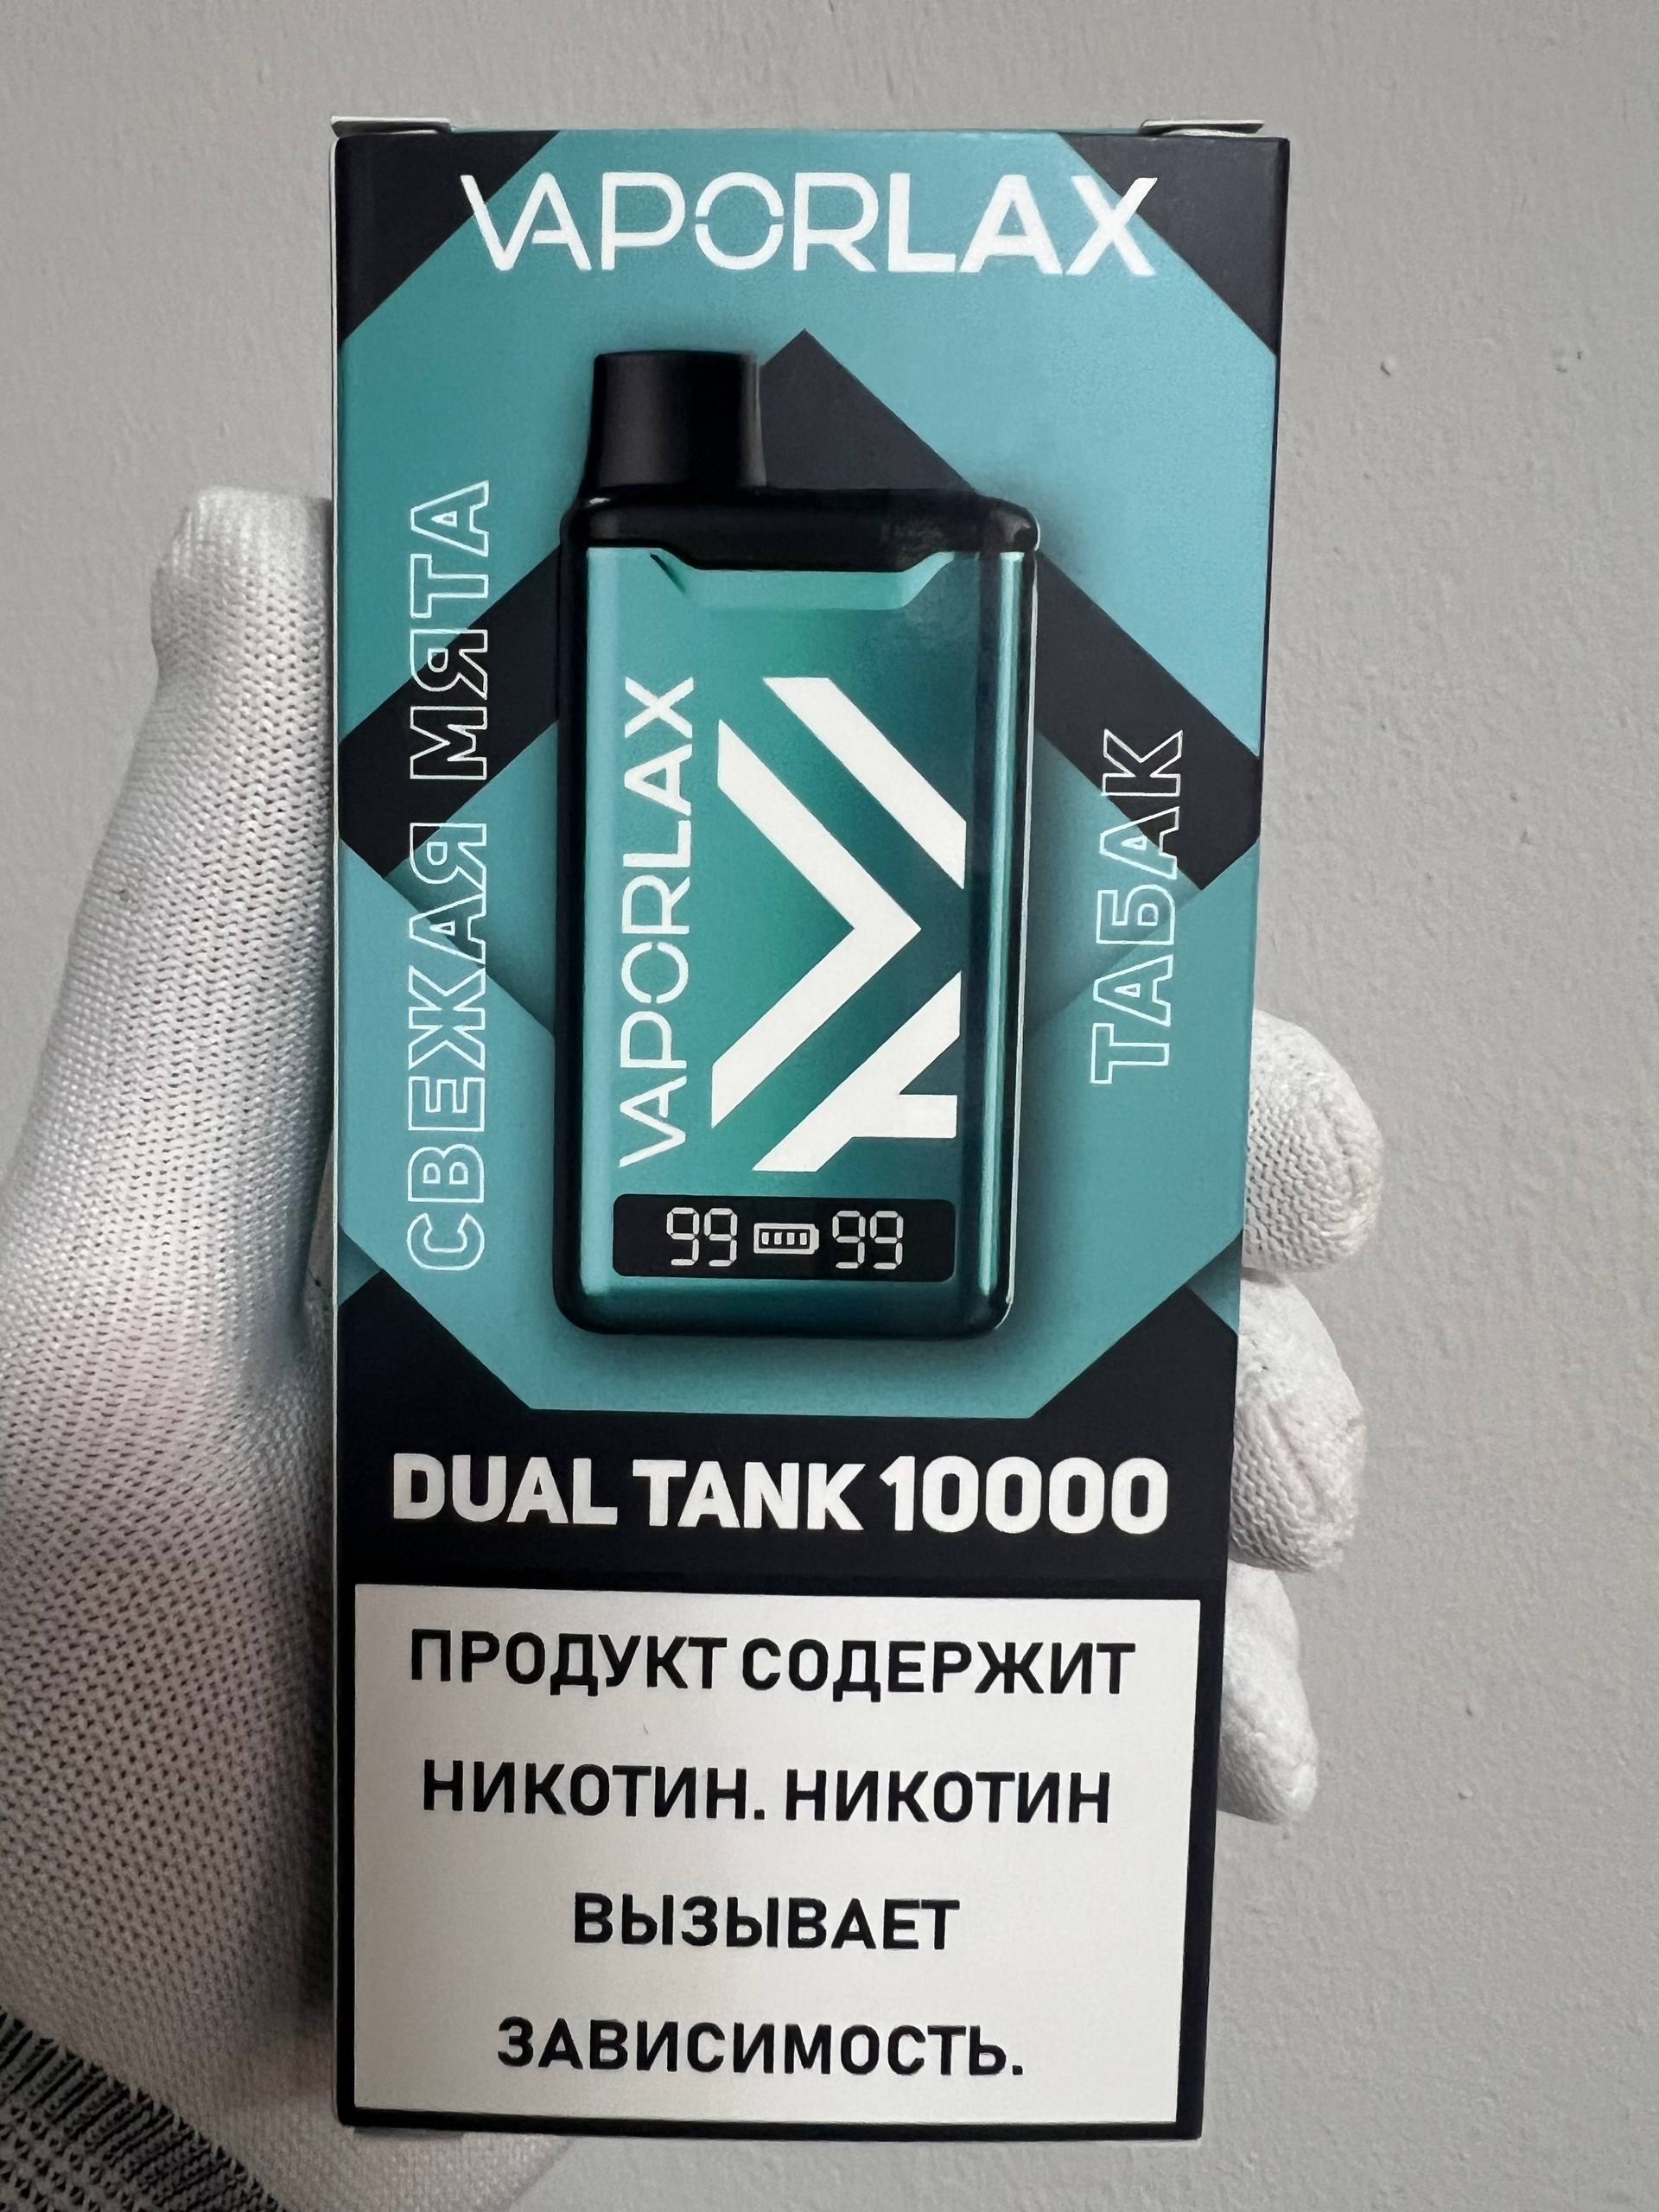 VAPORLAX
СВЕЖАЯ МЯТА
VAPORLAX
99 99
ТАБАК
DUAL TANK 10000
ПРОДУКТ СОДЕРЖИТ
НИКОТИН. НИКОТИН
ВЫЗЫВАЕТ
ЗАВИСИМОСТЬ.